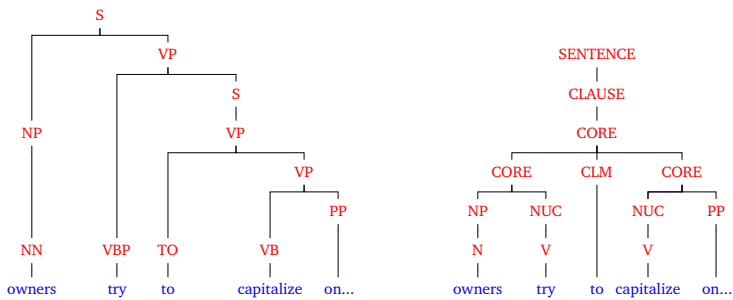 S
VP
SENTENCE
S
CLAUSE
NP VP CORE
VP CORE CLM CORE
PP NP NUC NUC PP
NN VBP TO VB N V V
owners try to capitalize on... owners try to capitalize on...